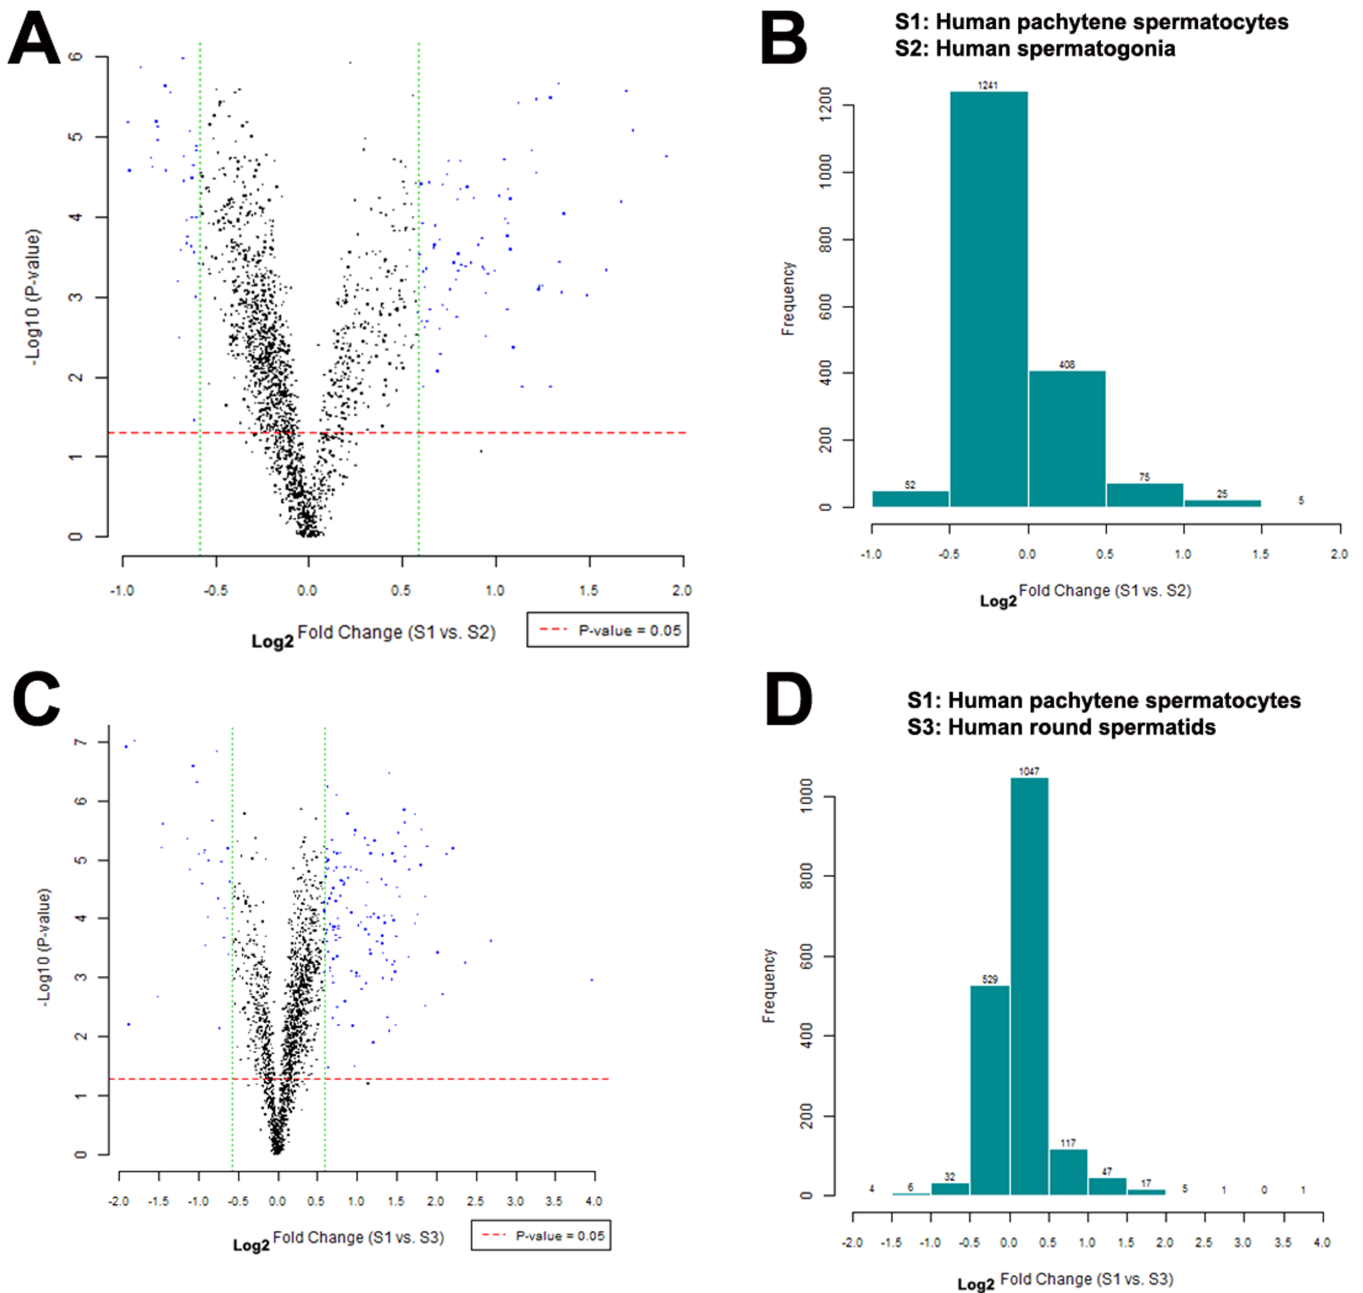 A
6
5
4
3
2
1
0
-Log10 (P-value)
-1.0 -0.5 0.0 0.5 1.0 1.5 2.0
Log2 Fold Change (S1 vs. S2)
P-value = 0.05
B
S1: Human pachytene spermatocytes
S2: Human spermatogonia
1200
1000
800
600
400
200
0
Frequency
52 1241 408 75 25 5
-1.0 -0.5 0.0 0.5 1.0 1.5 2.0
Log2 Fold Change (S1 vs. S2)
C
7
6
5
4
3
2
1
0
-Log10 (P-value)
-2.0 -1.5 -1.0 -0.5 0.0 0.5 1.0 1.5 2.0 2.5 3.0 3.5 4.0
Log2 Fold Change (S1 vs. S3)
P-value = 0.05
D
S1: Human pachytene spermatocytes
S3: Human round spermatids
1000
800
600
400
200
0
Frequency
4 6 32 529 1047 117 47 17 5 1 0 1
-2.0 -1.5 -1.0 -0.5 0.0 0.5 1.0 1.5 2.0 2.5 3.0 3.5 4.0
Log2 Fold Change (S1 vs. S3)